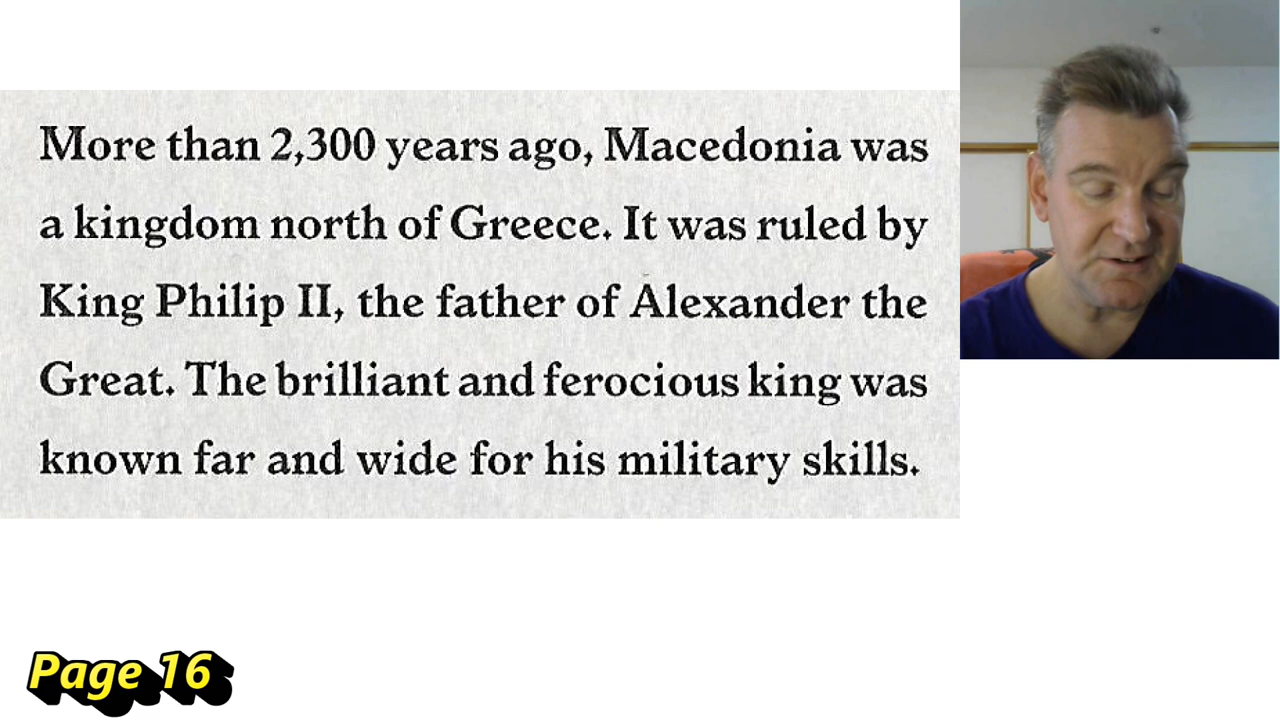 More than 2,300 years ago, Macedonia was
a kingdom north of Greece. It was ruled by
King Philip II, the father of Alexander the
Great. The brilliant and ferocious king was
known far and wide for his military skills.
Page 16